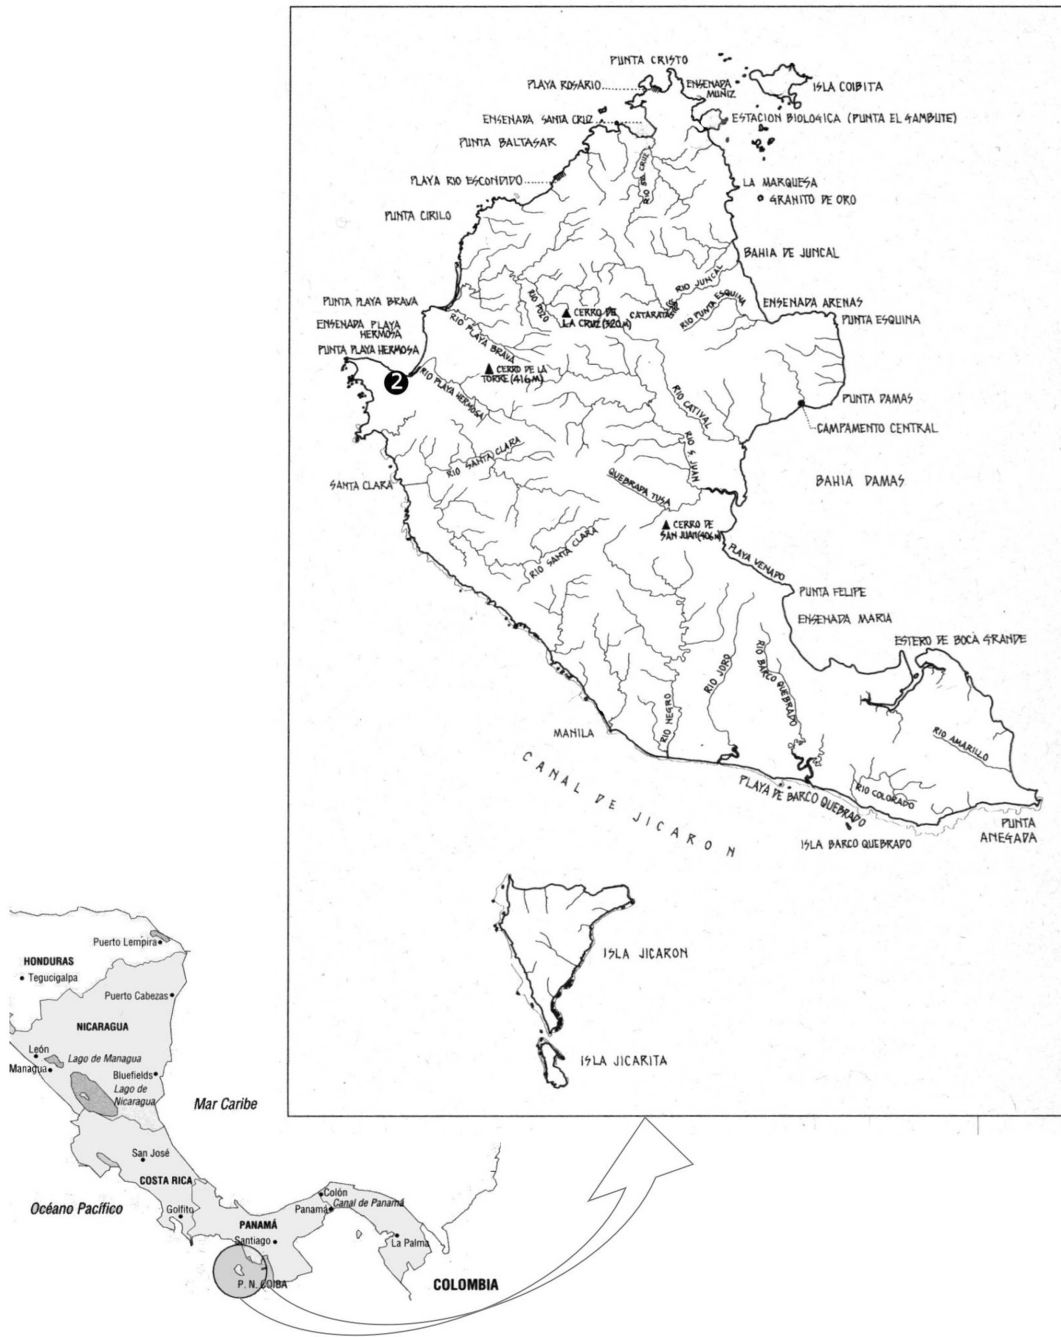 PUNTA CRISTO
PLAYA ROSARIO
ENSENADA
MUÑIZ
ISLA COIBITA
ENSENADA SANTA CRUZ
ESTACION BIOLOGICA (PUNTA EL GAMBUTE)
PUNTA BALTASAR
RIO STA. CRUZ
PLAYA RIO ESCONDIDO
LA MARQUESA
GRANITO DE ORO
PUNTA CIRILO
BAHIA DE JUNCAL
RIO JUNCAL
RIO POZO
PUNTA PLAYA BRAVA
CERRO DE
LA CRUZ (320M)
CATARATAS
RIO PUNTA ESQUINA
ENSENADA ARENAS
PUNTA ESQUINA
ENSENADA PLAYA
HERMOSA
PUNTA PLAYA HERMOSA
RIO PLAYA BRAVA
2
RIO PLAYA HERMOSA
CERRO DE LA
TORRE (416M)
RIO CATIVAL
PUNTA DAMAS
CAMPAMENTO CENTRAL
RIO S. JUAN
RIO SANTA CLARA
SANTA CLARA
QUEBRADA TUSA
BAHIA DAMAS
CERRO DE
SAN JUAN (406M)
RIO SANTA CLARA
PLAYA VENADO
PUNTA FELIPE
ENSENADA MARIA
ESTERO DE BOCA GRANDE
RIO BARCO QUEBRADO
RIO JORO
RIO NEGRO
MANILA
RIO AMARILLO
CANAL DE JICARON
PLAYA DE BARCO QUEBRADO
RIO COLORADO
PUNTA
ANEGADA
ISLA BARCO QUEBRADO
ISLA JICARON
ISLA JICARITA
Puerto Lempira
HONDURAS
Tegucigalpa
Puerto Cabezas
NICARAGUA
León
Lago de Managua
Managua
Bluefields
Lago de
Nicaragua
Mar Caribe
San José
COSTA RICA
Océano Pacífico
Golfito
Colón
Canal de Panamá
Panamá
PANAMÁ
Santiago
La Palma
P. N. COIBA
COLOMBIA